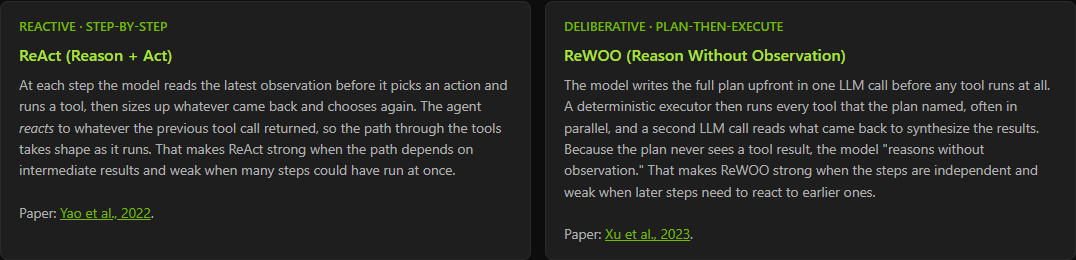 REACTIVE · STEP-BY-STEP
ReAct (Reason + Act)
At each step the model reads the latest observation before it picks an action and
runs a tool, then sizes up whatever came back and chooses again. The agent
reacts to whatever the previous tool call returned, so the path through the tools
takes shape as it runs. That makes ReAct strong when the path depends on
intermediate results and weak when many steps could have run at once.
Paper: Yao et al., 2022.
DELIBERATIVE · PLAN-THEN-EXECUTE
ReWOO (Reason Without Observation)
The model writes the full plan upfront in one LLM call before any tool runs at all.
A deterministic executor then runs every tool that the plan named, often in
parallel, and a second LLM call reads what came back to synthesize the results.
Because the plan never sees a tool result, the model "reasons without
observation." That makes ReWOO strong when the steps are independent and
weak when later steps need to react to earlier ones.
Paper: Xu et al., 2023.